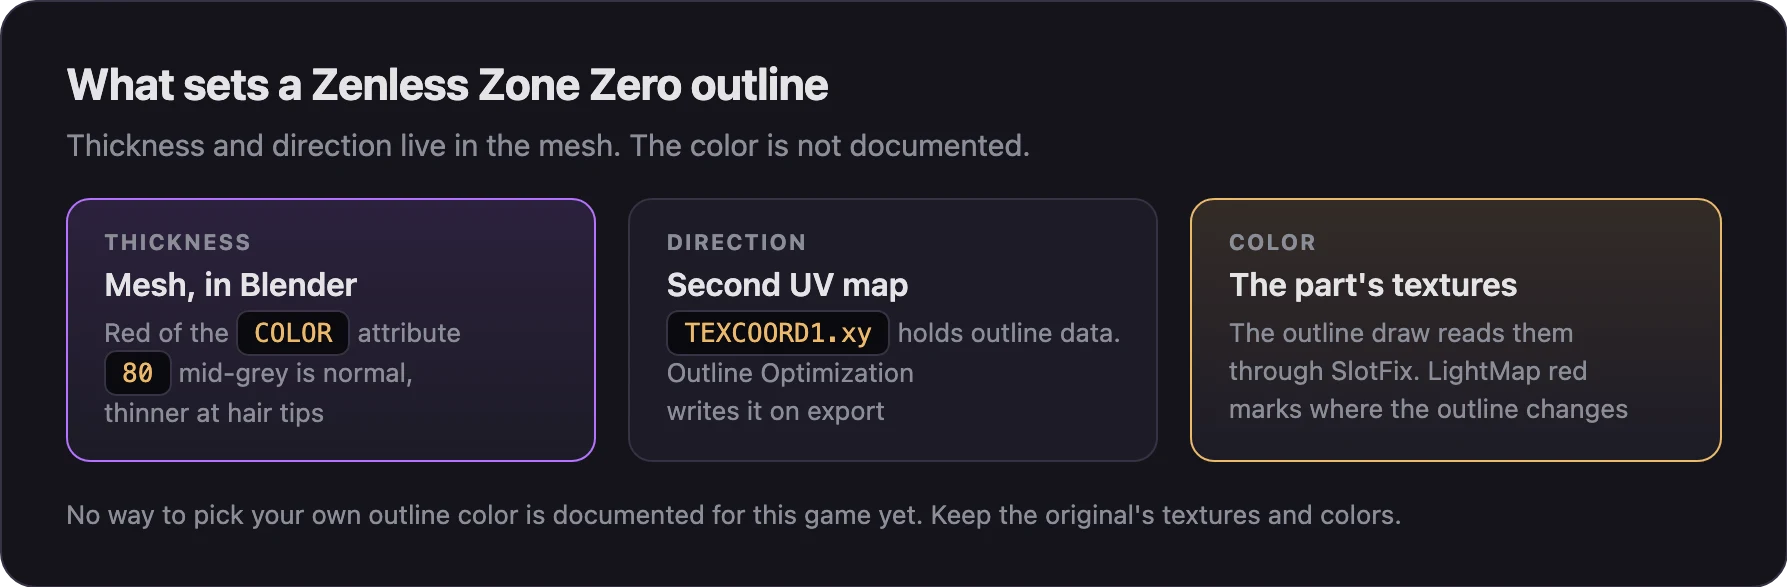 What sets a Zenless Zone Zero outline
Thickness and direction live in the mesh. The color is not documented.
THICKNESS
Mesh, in Blender
Red of the COLOR attribute
80 mid-grey is normal,
thinner at hair tips
DIRECTION
Second UV map
TEXCOORD1.xy holds outline data.
Outline Optimization
writes it on export
COLOR
The part's textures
The outline draw reads them
through SlotFix. LightMap red
marks where the outline changes
No way to pick your own outline color is documented for this game yet. Keep the original's textures and colors.